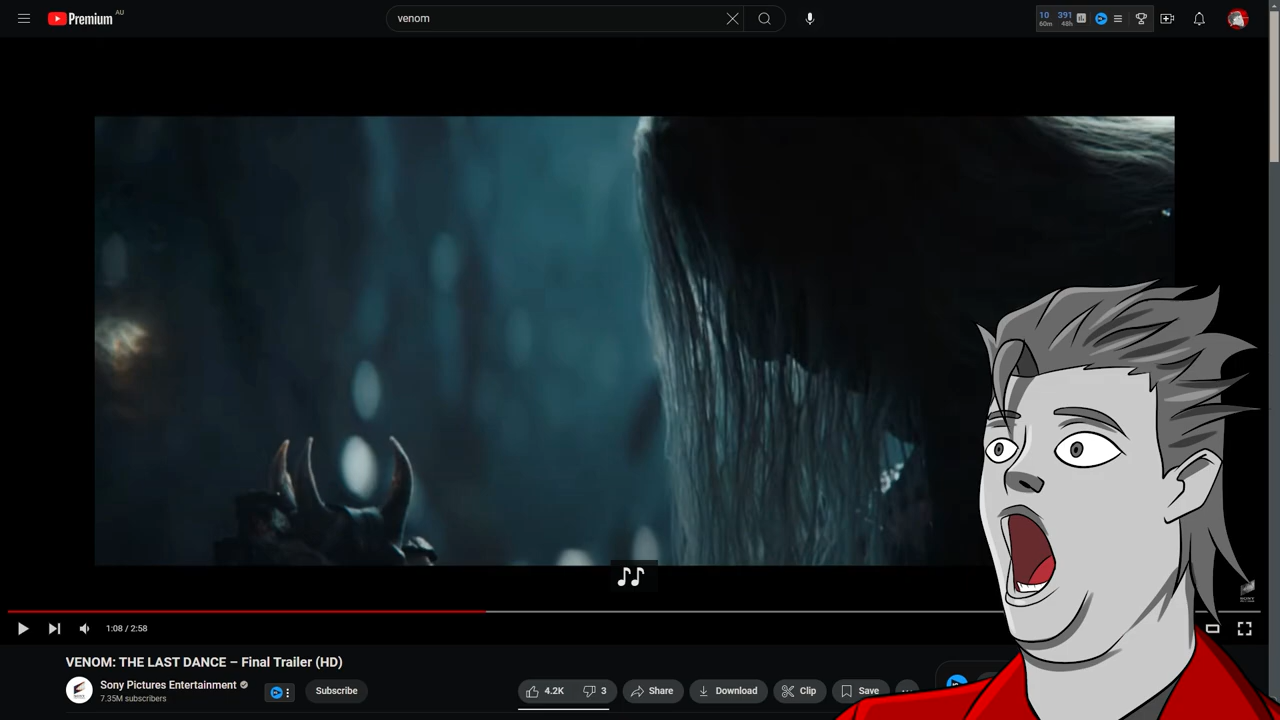 Premium AU
venom
10 391
60m 48h
♪♪
SONY
1:08 / 2:58
VENOM: THE LAST DANCE – Final Trailer (HD)
Sony Pictures Entertainment
7.35M subscribers
Subscribe
4.2K
3
Share
Download
Clip
Save